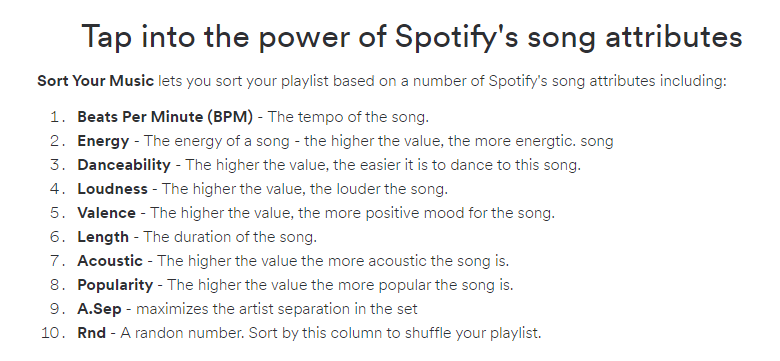 Tap into the power of Spotify's song attributes
Sort Your Music lets you sort your playlist based on a number of Spotify's song attributes including:
1. Beats Per Minute (BPM) - The tempo of the song.
2. Energy - The energy of a song - the higher the value, the more energtic. song
3. Danceability - The higher the value, the easier it is to dance to this song.
4. Loudness - The higher the value, the louder the song.
5. Valence - The higher the value, the more positive mood for the song.
6. Length - The duration of the song.
7. Acoustic - The higher the value the more acoustic the song is.
8. Popularity - The higher the value the more popular the song is.
9. A.Sep - maximizes the artist separation in the set
10. Rnd - A randon number. Sort by this column to shuffle your playlist.